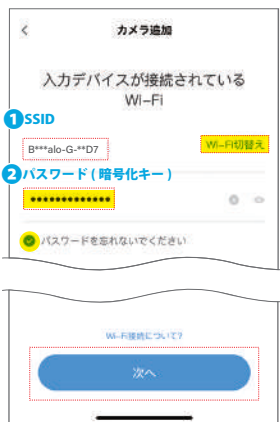 カメラ追加
入力デバイスが接続されている
Wi-Fi
1 SSID
B***alo-G-**D7
Wi-Fi切替え
2 パスワード ( 暗号化キー )
•••••••••••••
パスワードを忘れないでください
Wi-Fi接続について?
次へ